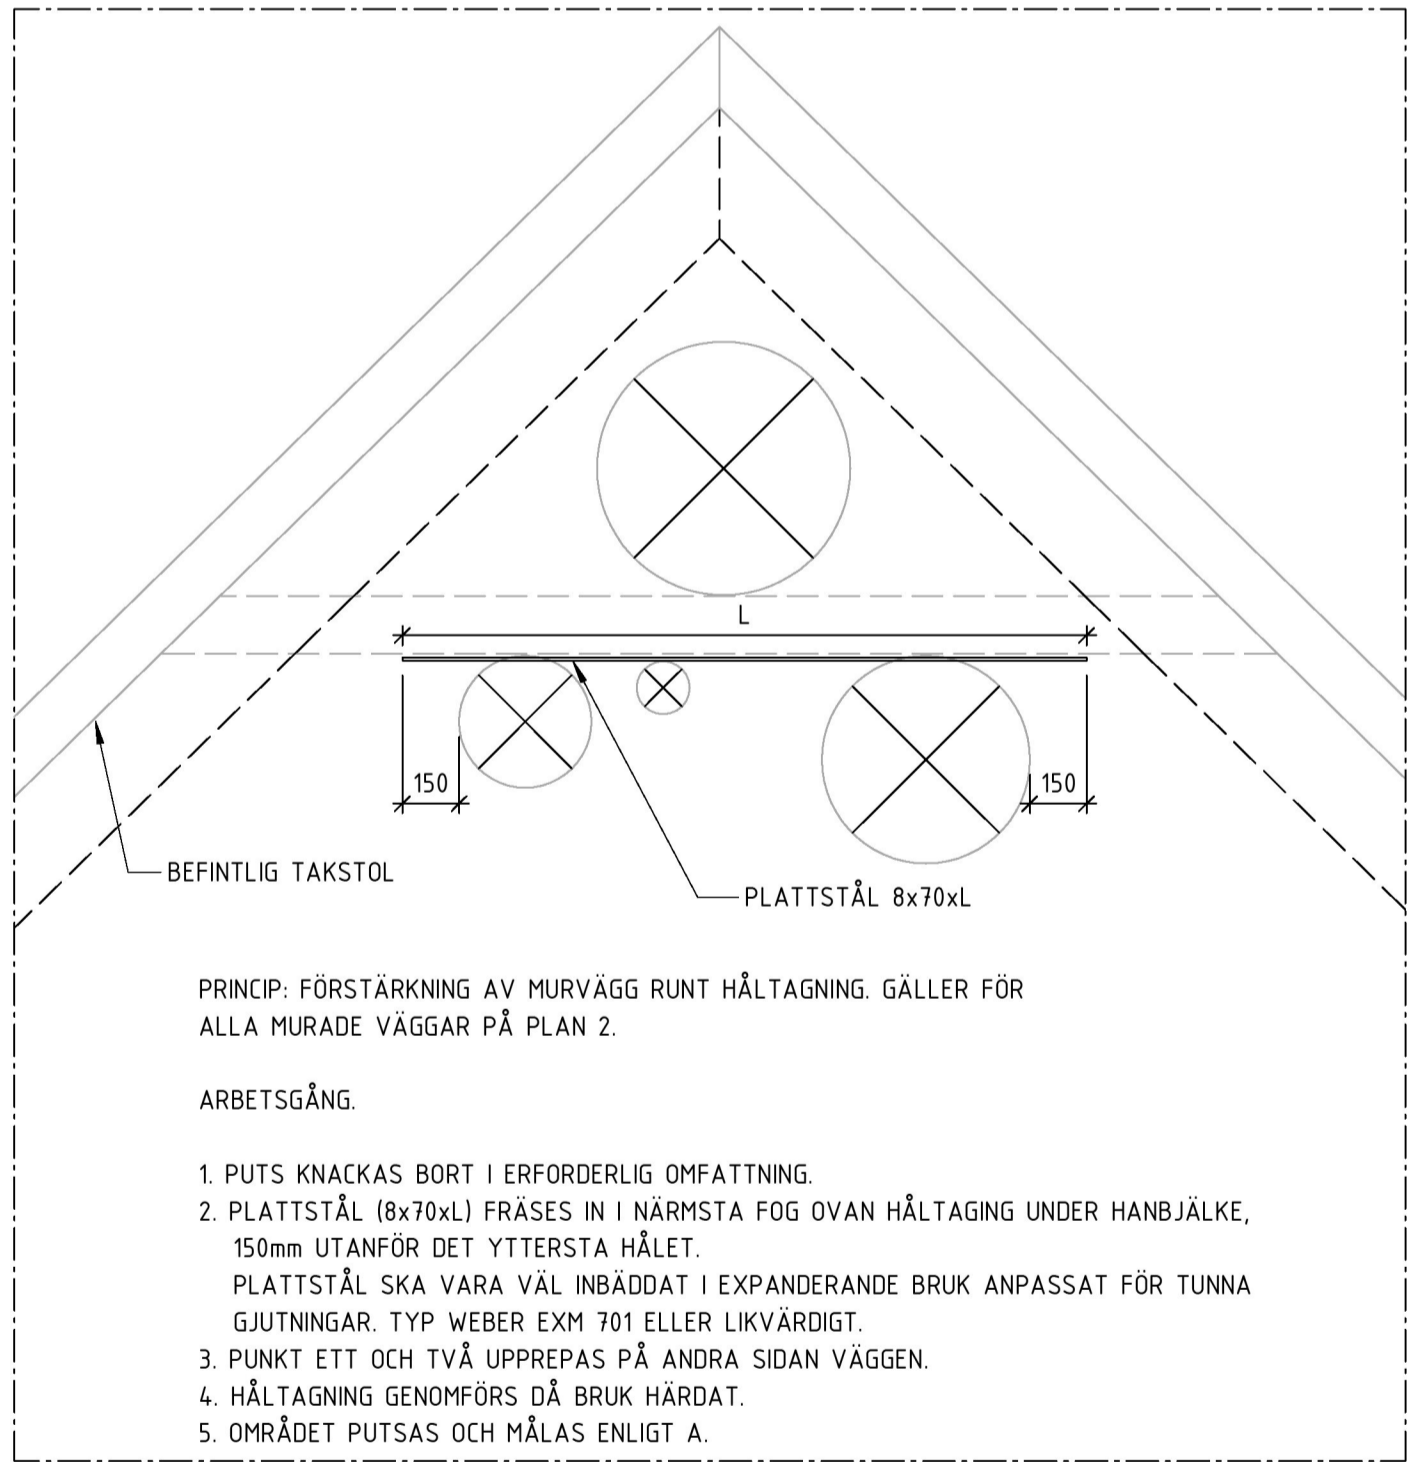 L
150
150
BEFINTLIG TAKSTOL
PLATTSTÅL 8x70xL
PRINCIP: FÖRSTÄRKNING AV MURVÄGG RUNT HÅLTAGNING. GÄLLER FÖR
ALLA MURADE VÄGGAR PÅ PLAN 2.
ARBETSGÅNG.
1. PUTS KNACKAS BORT I ERFORDERLIG OMFATTNING.
2. PLATTSTÅL (8x70xL) FRÄSES IN I NÄRMSTA FOG OVAN HÅLTAGING UNDER HANBJÄLKE,
150mm UTANFÖR DET YTTERSTA HÅLET.
PLATTSTÅL SKA VARA VÄL INBÄDDAT I EXPANDERANDE BRUK ANPASSAT FÖR TUNNA
GJUTNINGAR. TYP WEBER EXM 701 ELLER LIKVÄRDIGT.
3. PUNKT ETT OCH TVÅ UPPREPAS PÅ ANDRA SIDAN VÄGGEN.
4. HÅLTAGNING GENOMFÖRS DÅ BRUK HÄRDAT.
5. OMRÅDET PUTSAS OCH MÅLAS ENLIGT A.